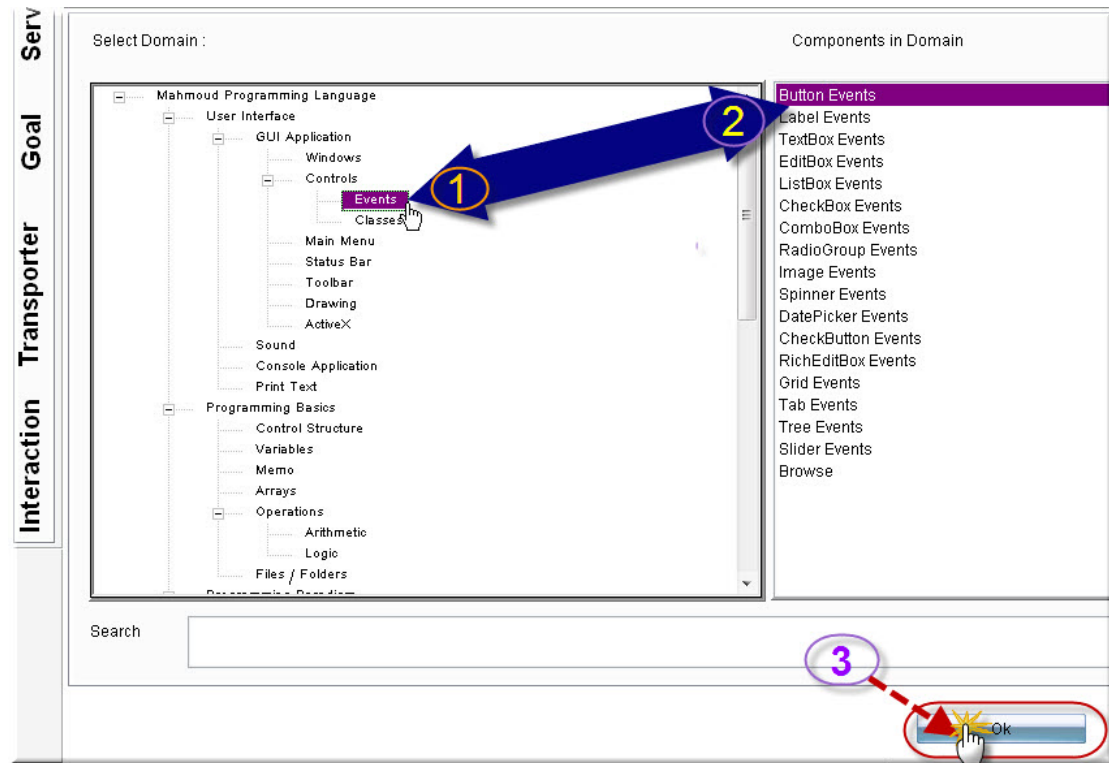 Serv
Goal
Transporter
Interaction
Select Domain :
Components in Domain
Mahmoud Programming Language
User Interface
GUI Application
Windows
Controls
Events
Classes
Main Menu
Status Bar
Toolbar
Drawing
ActiveX
Sound
Console Application
Print Text
Programming Basics
Control Structure
Variables
Memo
Arrays
Operations
Arithmetic
Logic
Files / Folders
1
2
Button Events
Label Events
TextBox Events
EditBox Events
ListBox Events
CheckBox Events
ComboBox Events
RadioGroup Events
Image Events
Spinner Events
DatePicker Events
CheckButton Events
RichEditBox Events
Grid Events
Tab Events
Tree Events
Slider Events
Browse
Search
3
Ok